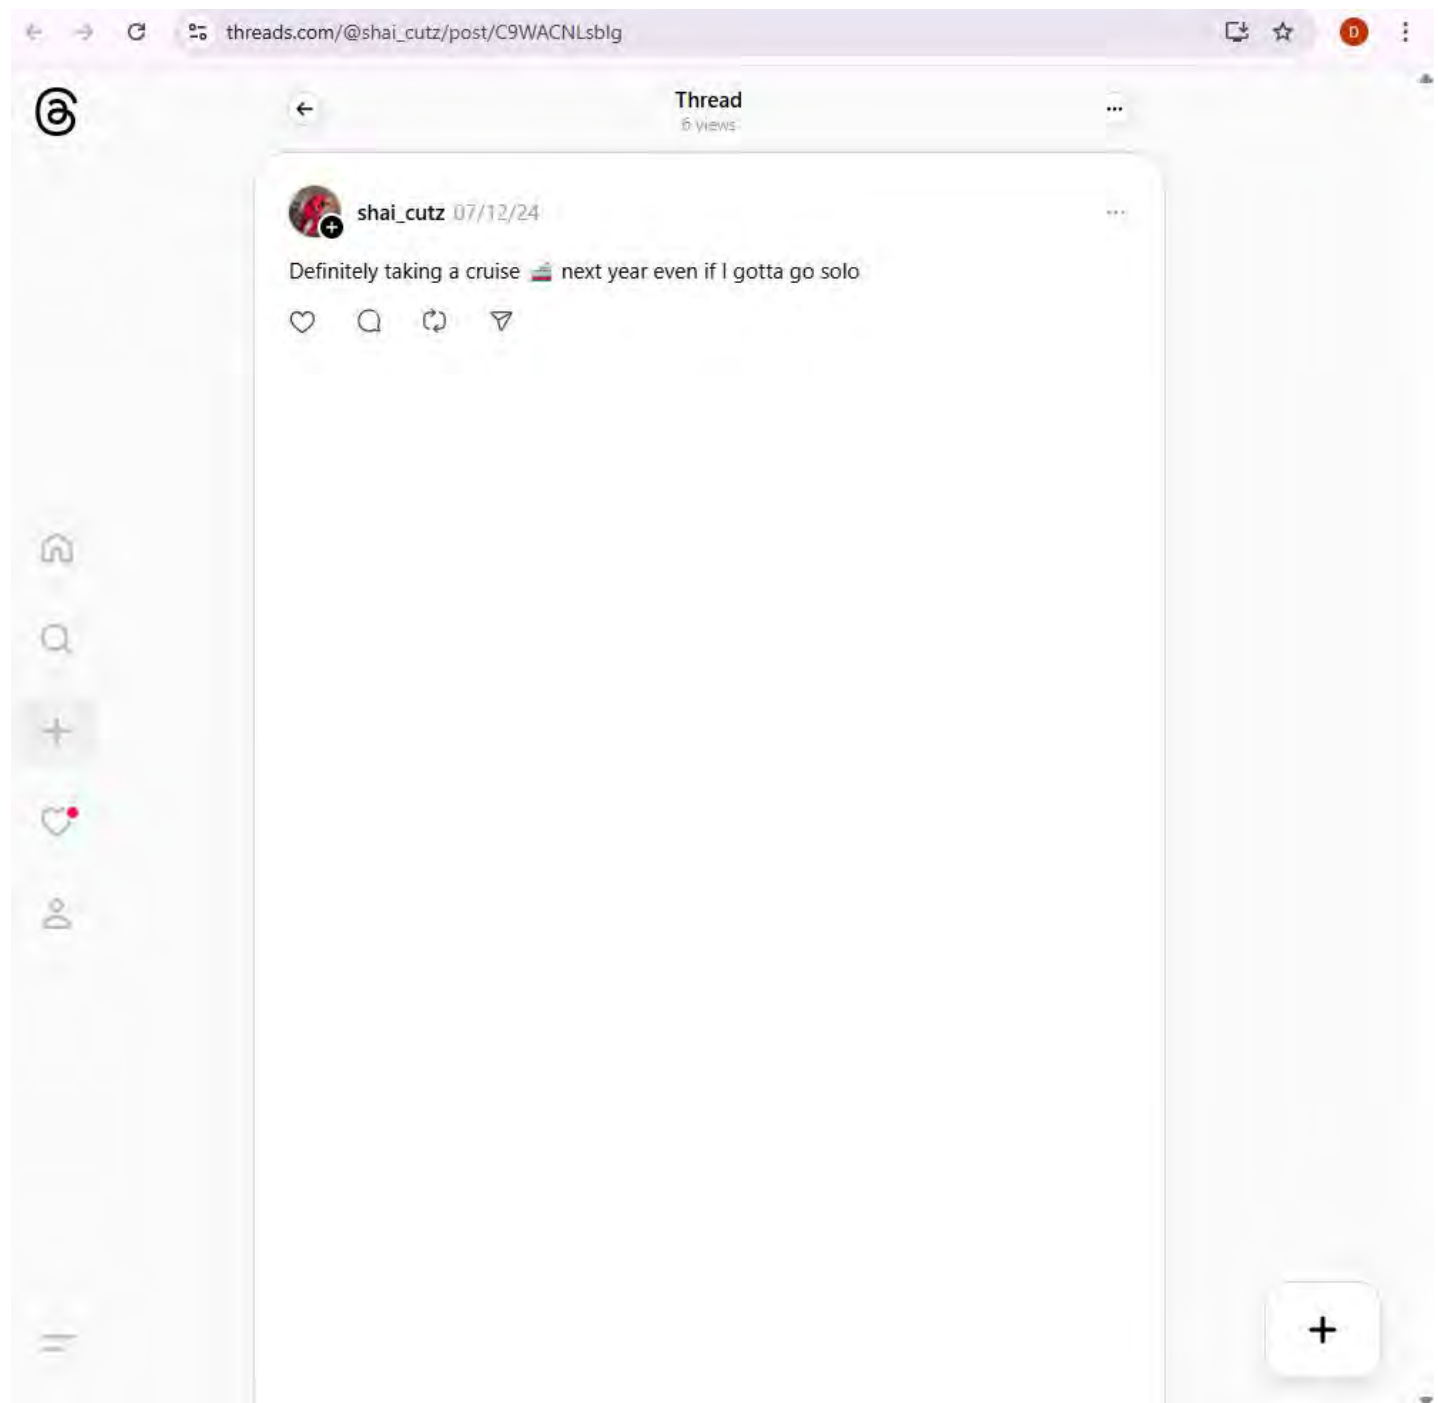 threads.com/@shai_cutz/post/C9WACNLsblg
D
Thread
6 views
shai_cutz 07/12/24
Definitely taking a cruise 🚢 next year even if I gotta go solo